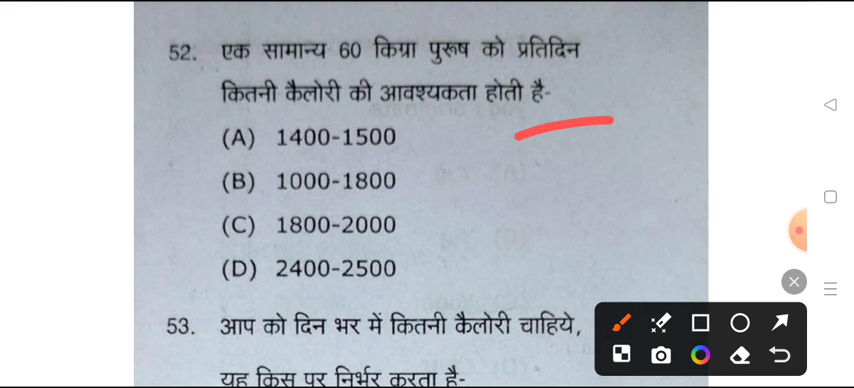 52. एक सामान्य 60 किग्रा पुरूष को प्रतिदिन
कितनी कैलोरी की आवश्यकता होती है-
(A) 1400-1500
(B) 1000-1800
(C) 1800-2000
(D) 2400-2500
53. आप को दिन भर में कितनी कैलोरी चाहिये,
यह किस पर निर्भर करता है-